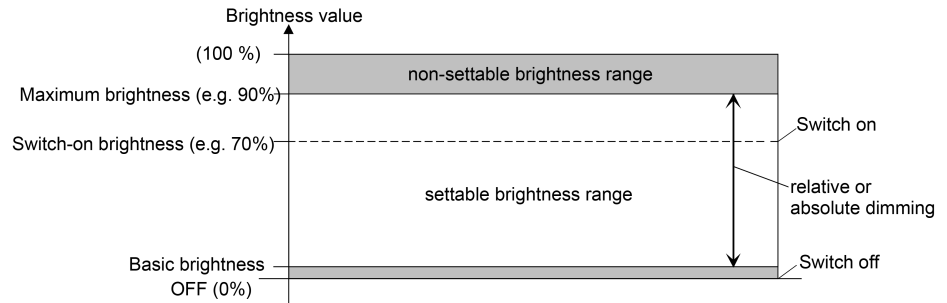 Brightness value
(100 %)
non-settable brightness range
Maximum brightness (e.g. 90%)
Switch on
Switch-on brightness (e.g. 70%)
settable brightness range
relative or
absolute dimming
Basic brightness
Switch off
OFF (0%)